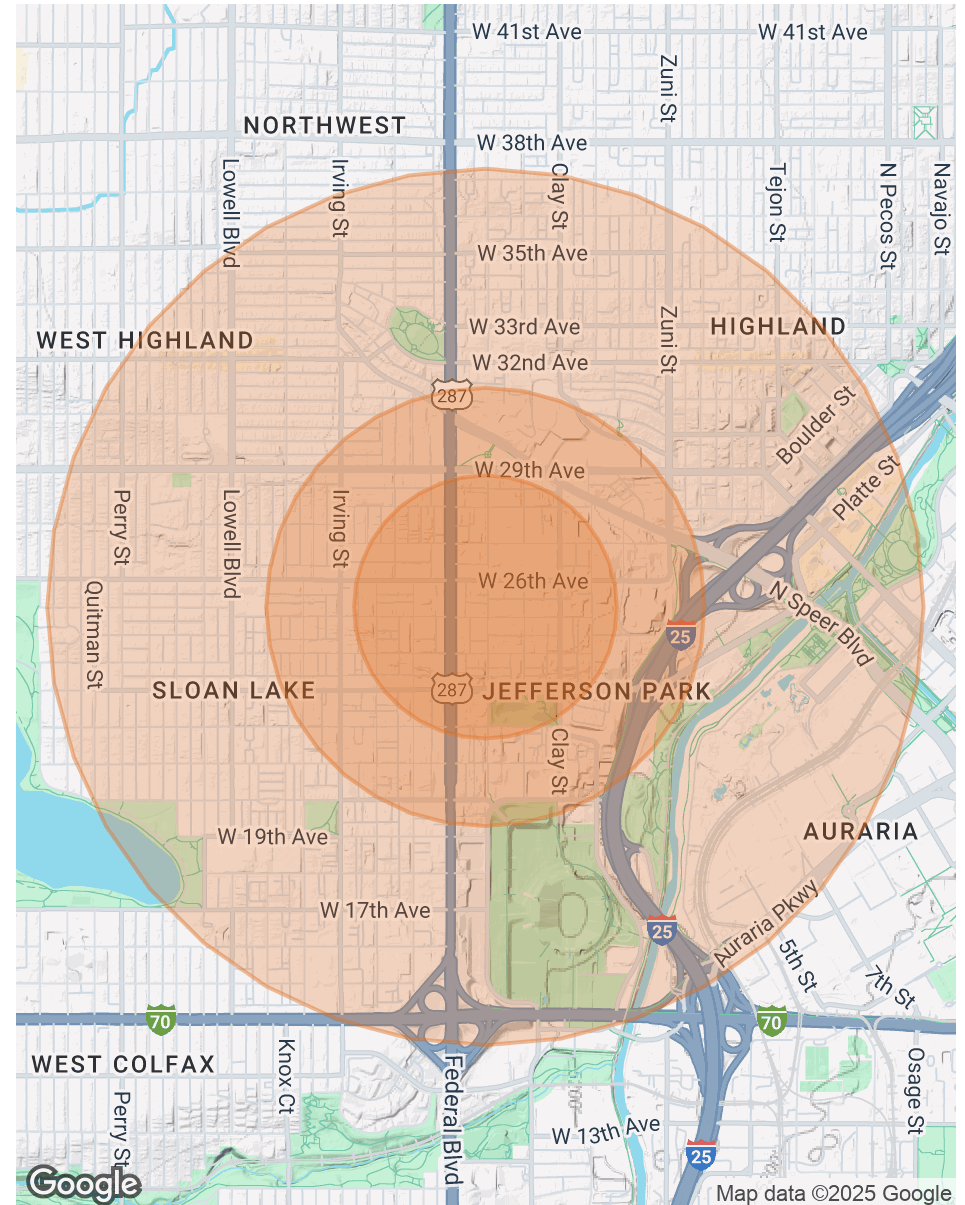 W 41st Ave
W 41st Ave
Zuni St
NORTHWEST
W 38th Ave
Lowell Blvd
Irving St
Clay St
Tejon St
N Pecos St
Navajo St
W 35th Ave
WEST HIGHLAND
W 33rd Ave
Zuni St
HIGHLAND
W 32nd Ave
287
Boulder St
W 29th Ave
Platte St
Perry St
Lowell Blvd
Irving St
W 26th Ave
Quitman St
N Speer Blvd
25
SLOAN LAKE
287
JEFFERSON PARK
Clay St
W 19th Ave
AURARIA
W 17th Ave
Auraria Pkwy
25
5th St
7th St
70
70
WEST COLFAX
Knox Ct
Federal Blvd
Osage St
Perry St
W 13th Ave
25
Google
Map data ©2025 Google